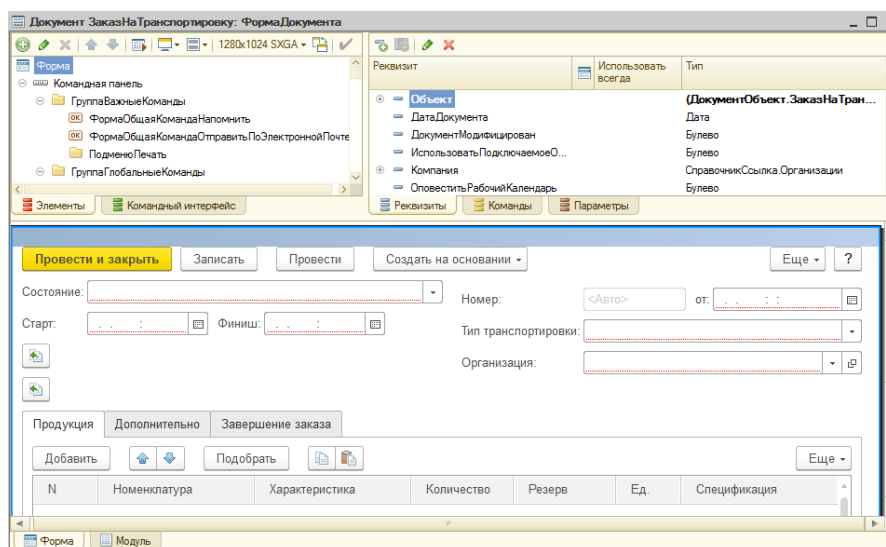 Документ ЗаказНаТранспортировку: ФормаДокумента
1280x1024 SXGA
Форма
Командная панель
ГруппаВажныеКоманды
ОК ФормаОбщаяКомандаНапомнить
ОК ФормаОбщаяКомандаОтправитьПоЭлектроннойПочте
ПодменюПечать
ГруппаГлобальныеКоманды
Элементы Командный интерфейс
Реквизит Использовать всегда Тип
Объект (ДокументОбъект.ЗаказНаТран...
ДатаДокумента Дата
ДокументМодифицирован Булево
ИспользоватьПодключаемоеО... Булево
Компания СправочникСсылка.Организации
ОповеститьРабочийКалендарь Булево
Реквизиты Команды Параметры
Провести и закрыть Записать Провести Создать на основании Еще ?
Состояние: Номер: <Авто> от: . . : :
Старт: . . : Финиш: . . : Тип транспортировки:
Организация:
Продукция Дополнительно Завершение заказа
Добавить Подобрать Еще
N Номенклатура Характеристика Количество Резерв Ед. Спецификация
Форма Модуль